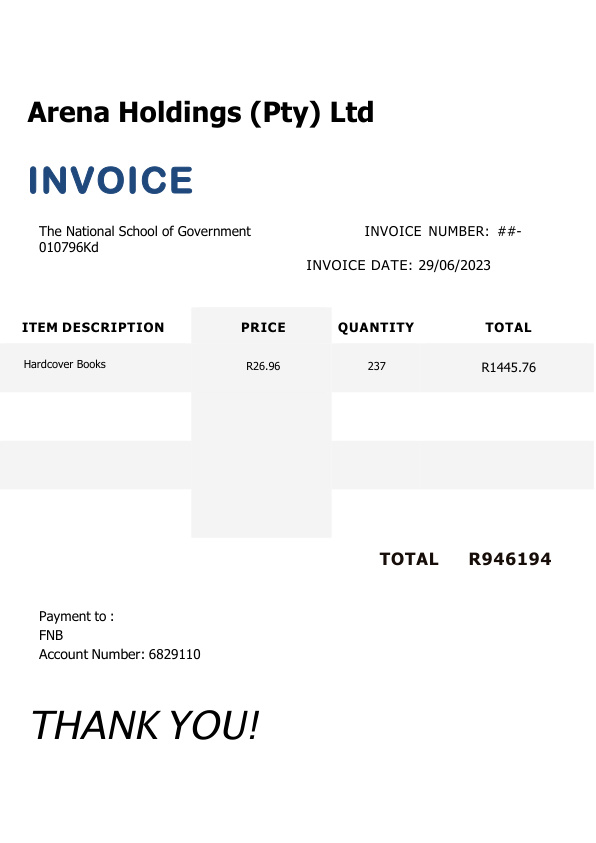 Arena Holdings (Pty) Ltd
INVOICE
The National School of Government
010796Kd
INVOICE NUMBER: ##-
INVOICE DATE: 29/06/2023
ITEM DESCRIPTION PRICE QUANTITY TOTAL
Hardcover Books R26.96 237 R1445.76
TOTAL R946194
Payment to :
FNB
Account Number: 6829110
THANK YOU!